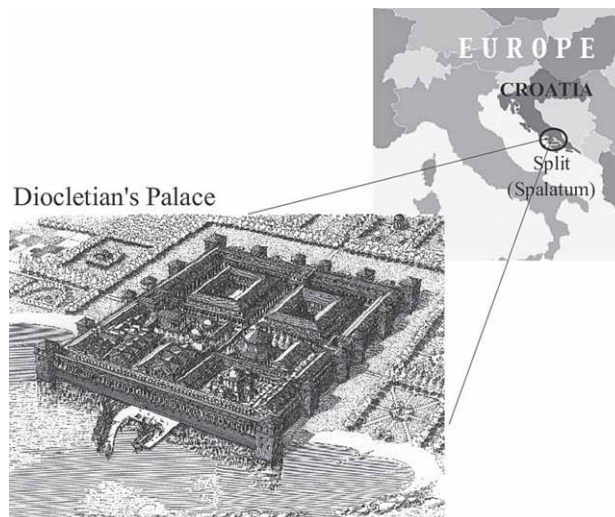 EUROPE
CROATIA
Split
(Spalatum)
Diocletian's Palace